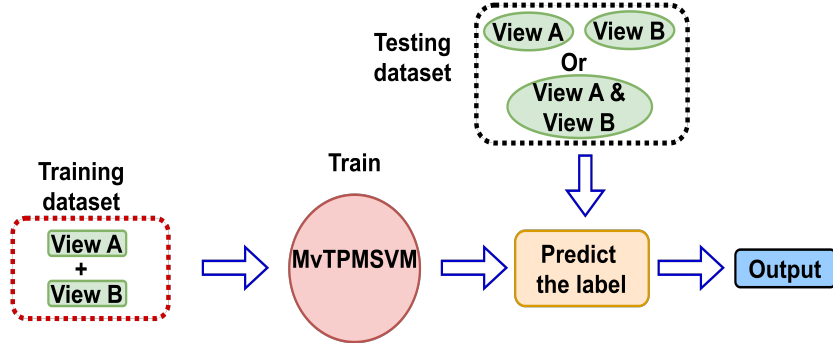 Testing
dataset
View A
View B
Or
View A &
View B
Training
dataset
View A
+
View B
Train
MvTPMSVM
Predict
the label
Output